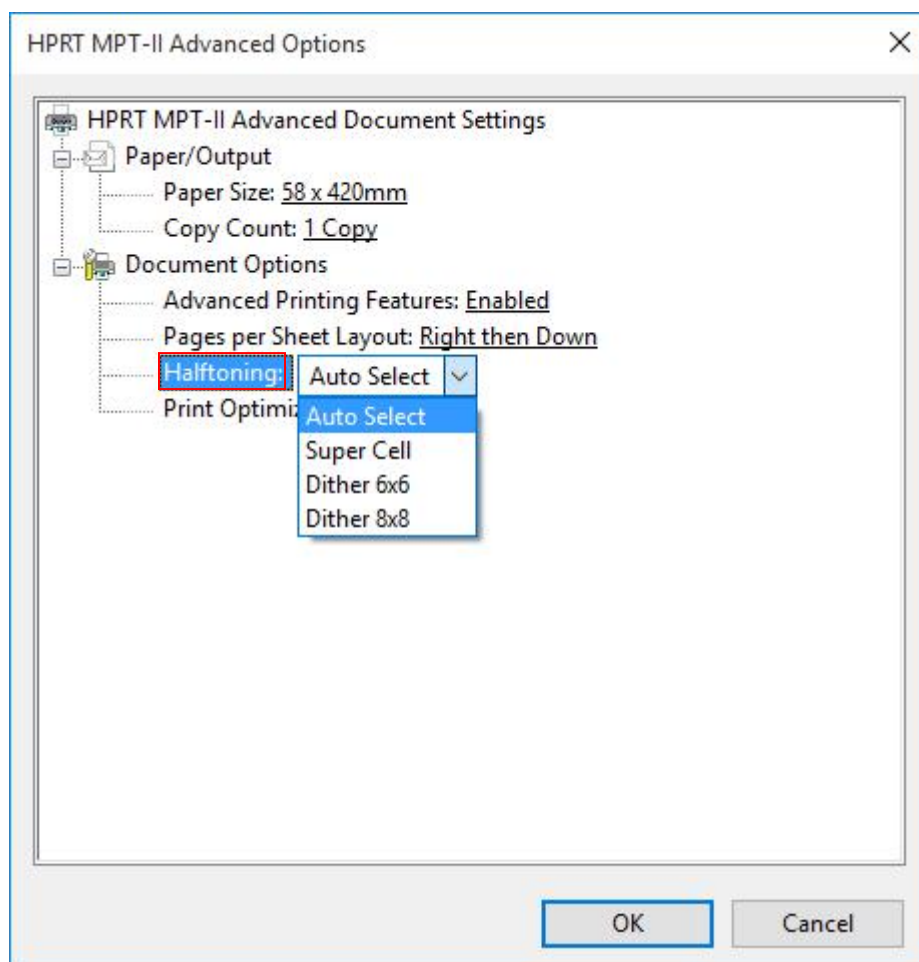 HPRT MPT-II Advanced Options
HPRT MPT-II Advanced Document Settings
Paper/Output
Paper Size: 58 x 420mm
Copy Count: 1 Copy
Document Options
Advanced Printing Features: Enabled
Pages per Sheet Layout: Right then Down
Halftoning: Auto Select
Print Optimiz
Auto Select
Super Cell
Dither 6x6
Dither 8x8
OK Cancel